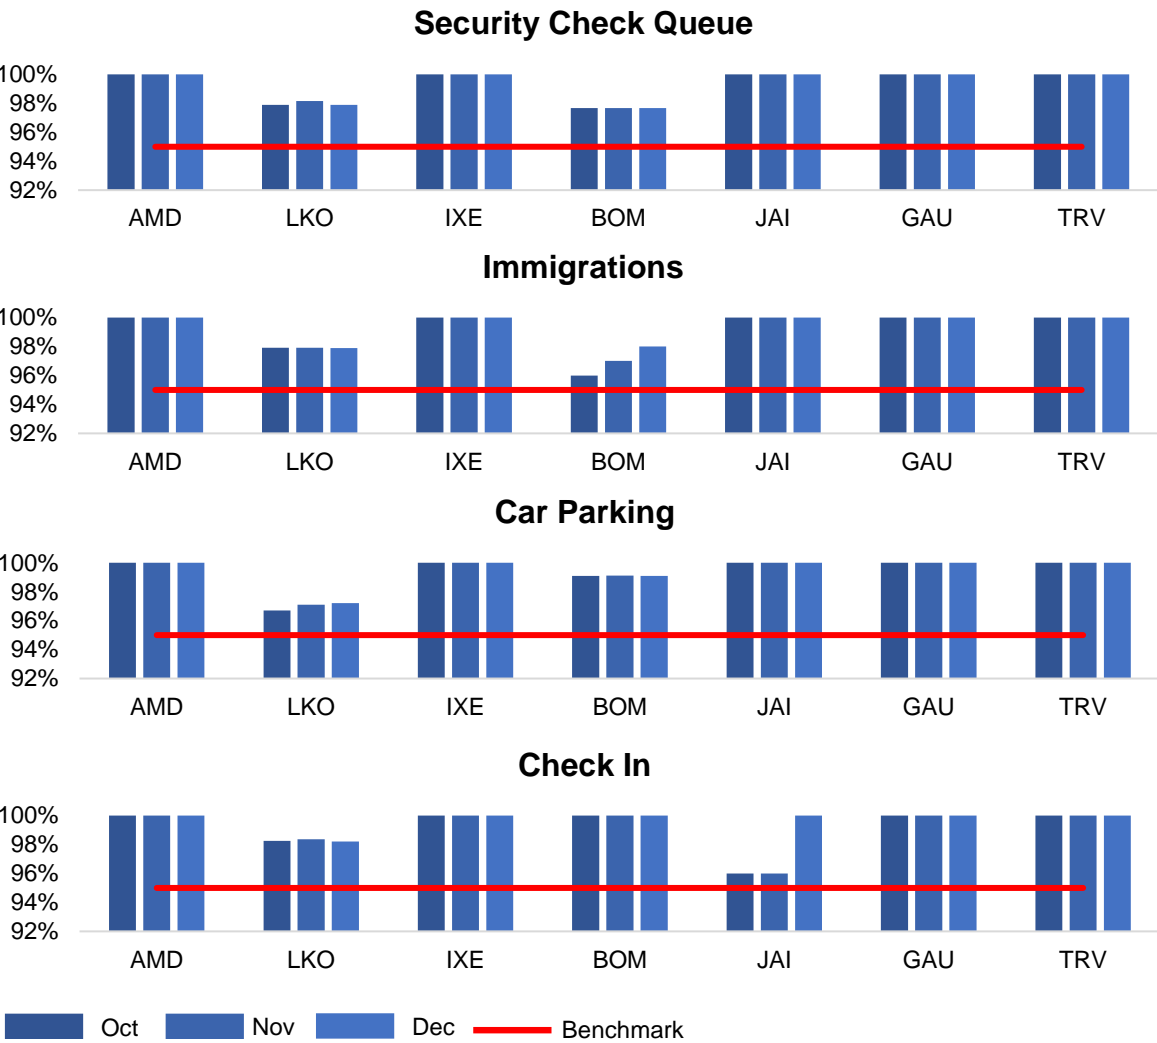 Security Check Queue
100%
98%
96%
94%
92%
AMD LKO IXE BOM JAI GAU TRV
Immigrations
100%
98%
96%
94%
92%
AMD LKO IXE BOM JAI GAU TRV
Car Parking
100%
98%
96%
94%
92%
AMD LKO IXE BOM JAI GAU TRV
Check In
100%
98%
96%
94%
92%
AMD LKO IXE BOM JAI GAU TRV
Oct Nov Dec Benchmark